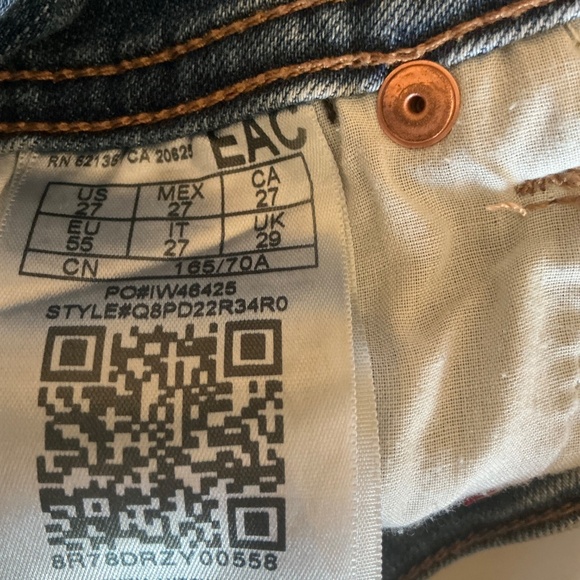 RN 62136 CA 20625 EAC
US MEX CA
27 27 27
EU IT UK
55 27 29
CN 165/70A
PO#IW46425
STYLE#Q8PD22R34R0
8R78DRZY00558